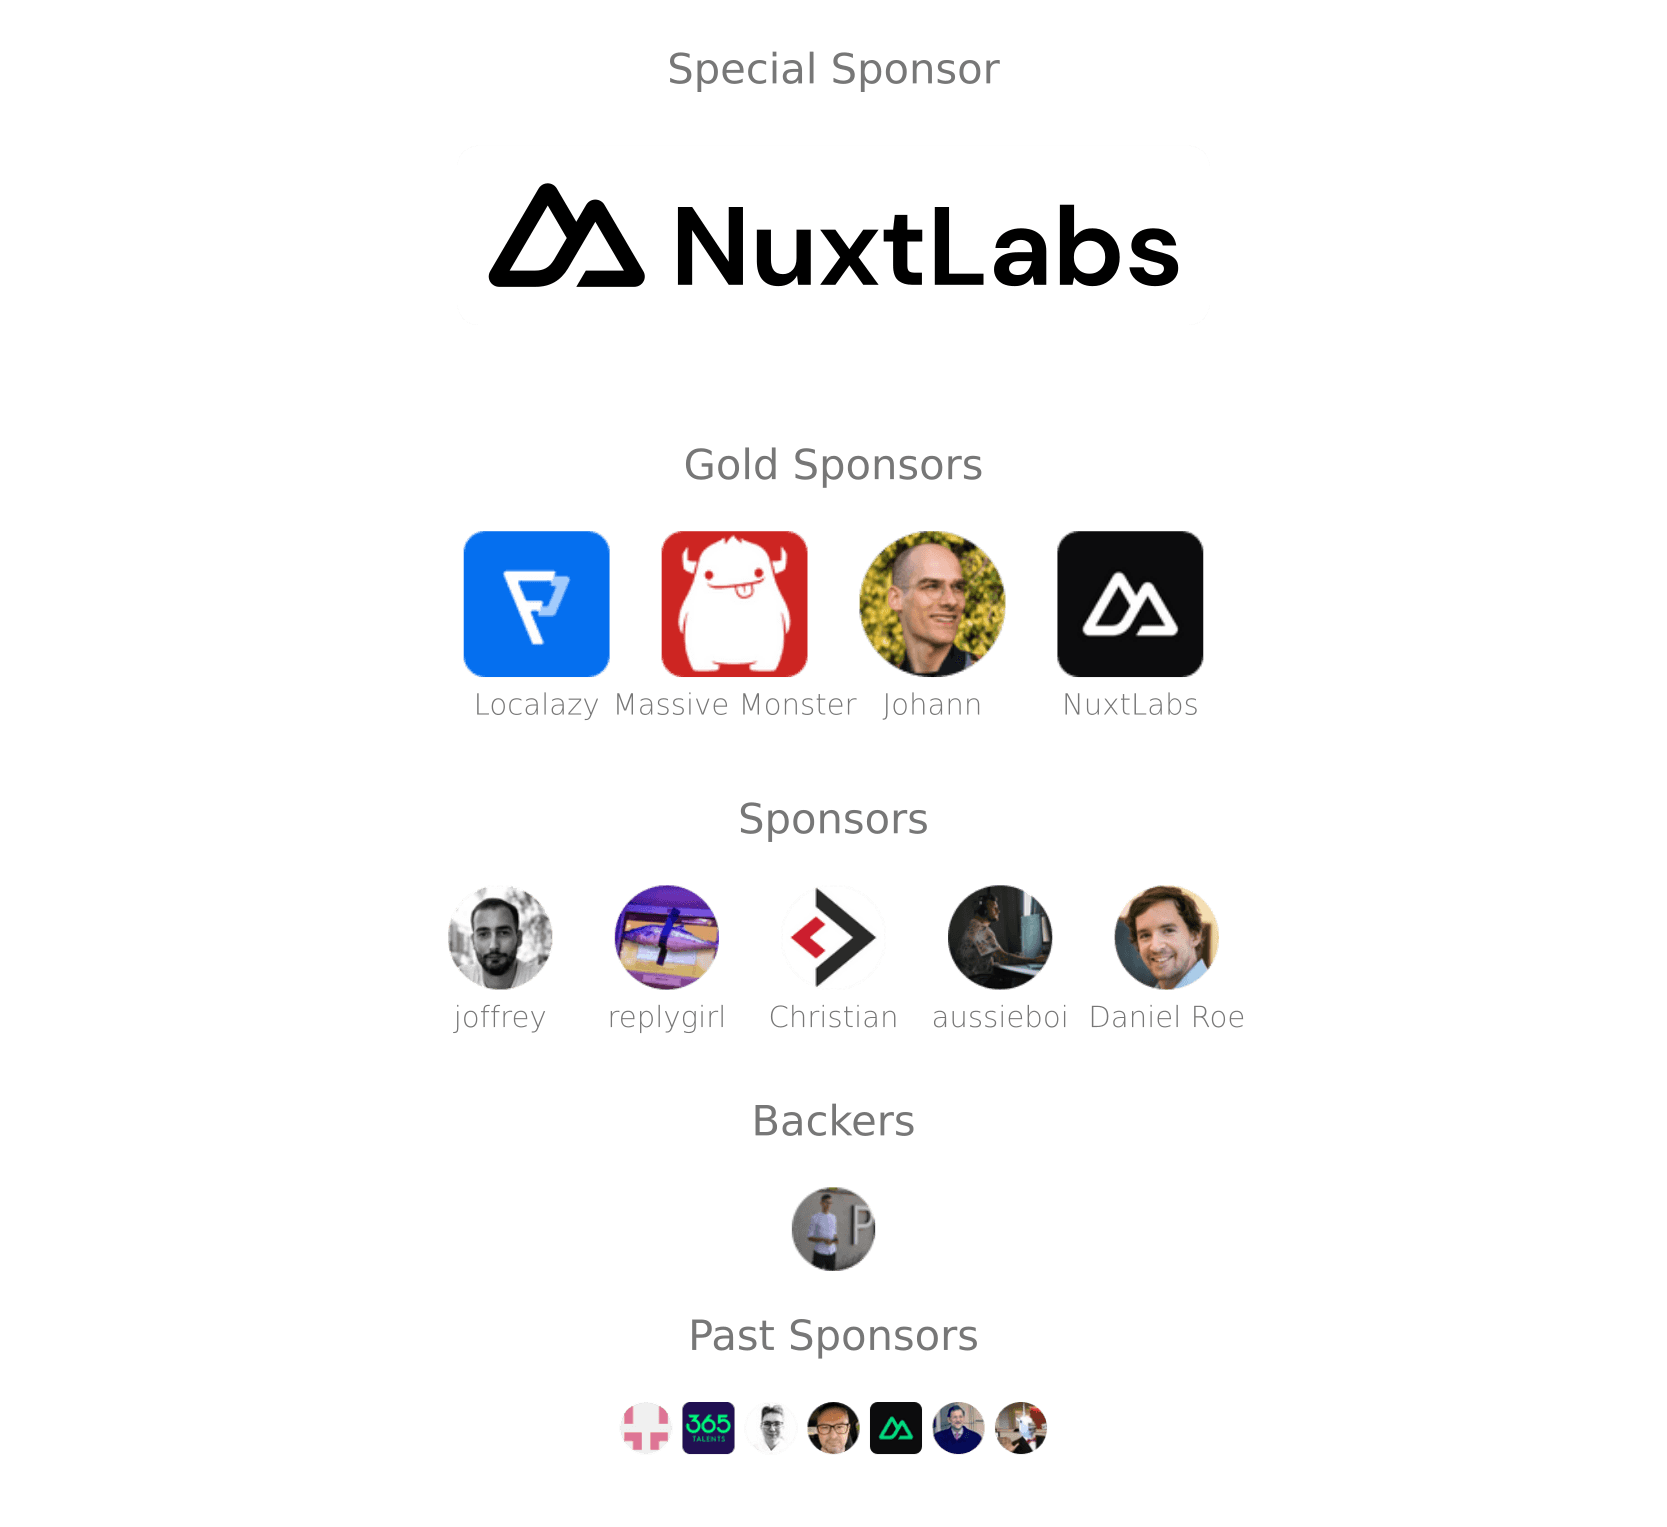 Special Sponsor
NuxtLabs
Gold Sponsors
Localazy Massive Monster Johann NuxtLabs
Sponsors
joffrey replygirl Christian aussieboi Daniel Roe
Backers
P
Past Sponsors
365
TALENTS